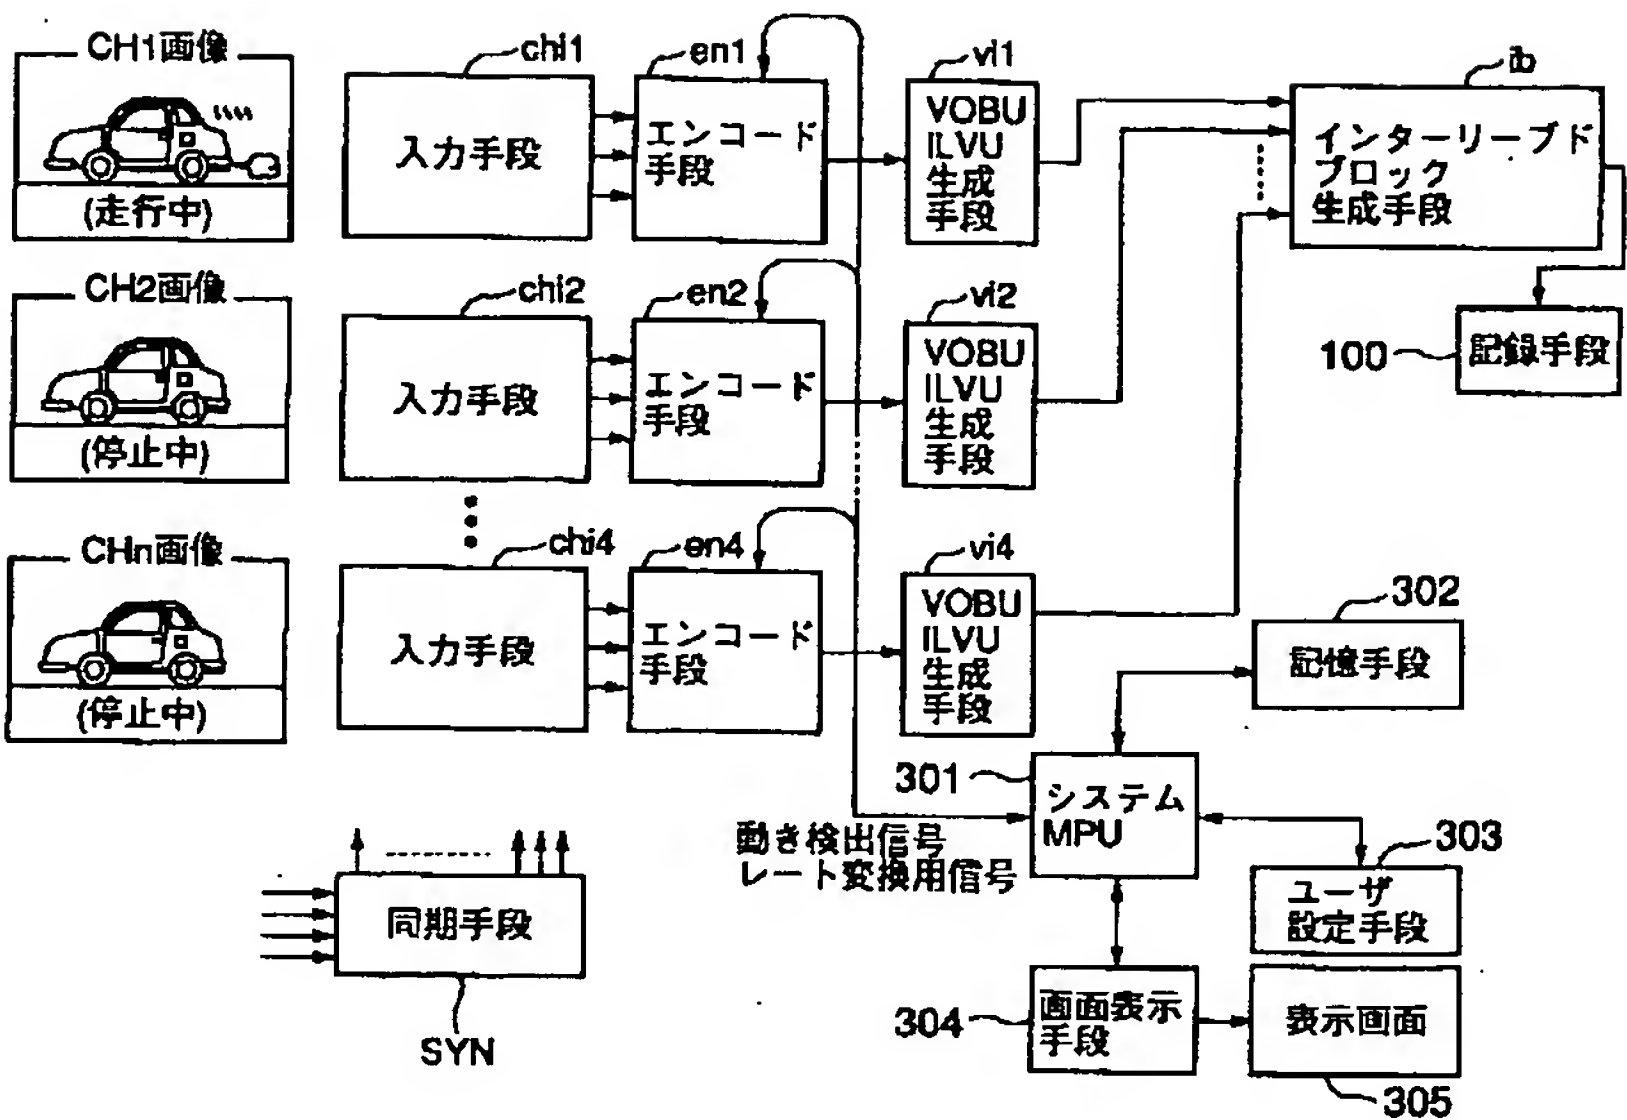 CH1画像
(走行中)
chi1
入力手段
en1
エンコード
手段
vi1
VOBU
ILVU
生成
手段
ib
インターリーブド
ブロック
生成手段
100
記録手段
CH2画像
(停止中)
chi2
入力手段
en2
エンコード
手段
vi2
VOBU
ILVU
生成
手段
CHn画像
(停止中)
chi4
入力手段
en4
エンコード
手段
vi4
VOBU
ILVU
生成
手段
302
記憶手段
301
システム
MPU
動き検出信号
レート変換用信号
303
ユーザ
設定手段
同期手段
SYN
304
画面表示
手段
表示画面
305